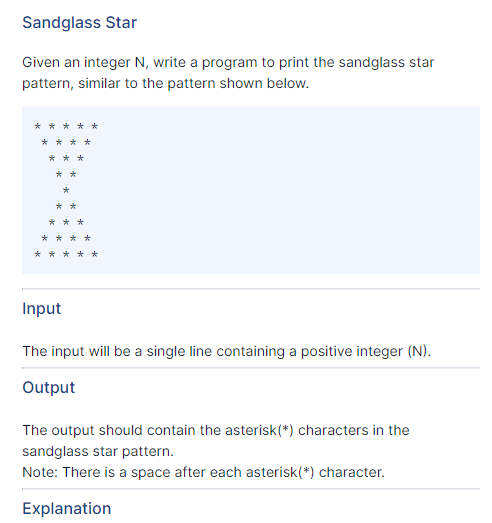 Sandglass Star
Given an integer N, write a program to print the sandglass star
pattern, similar to the pattern shown below.
* * * * *
 * * * *
  * * *
   * *
    *
   * *
  * * *
 * * * *
* * * * *
Input
The input will be a single line containing a positive integer (N).
Output
The output should contain the asterisk(*) characters in the
sandglass star pattern.
Note: There is a space after each asterisk(*) character.
Explanation